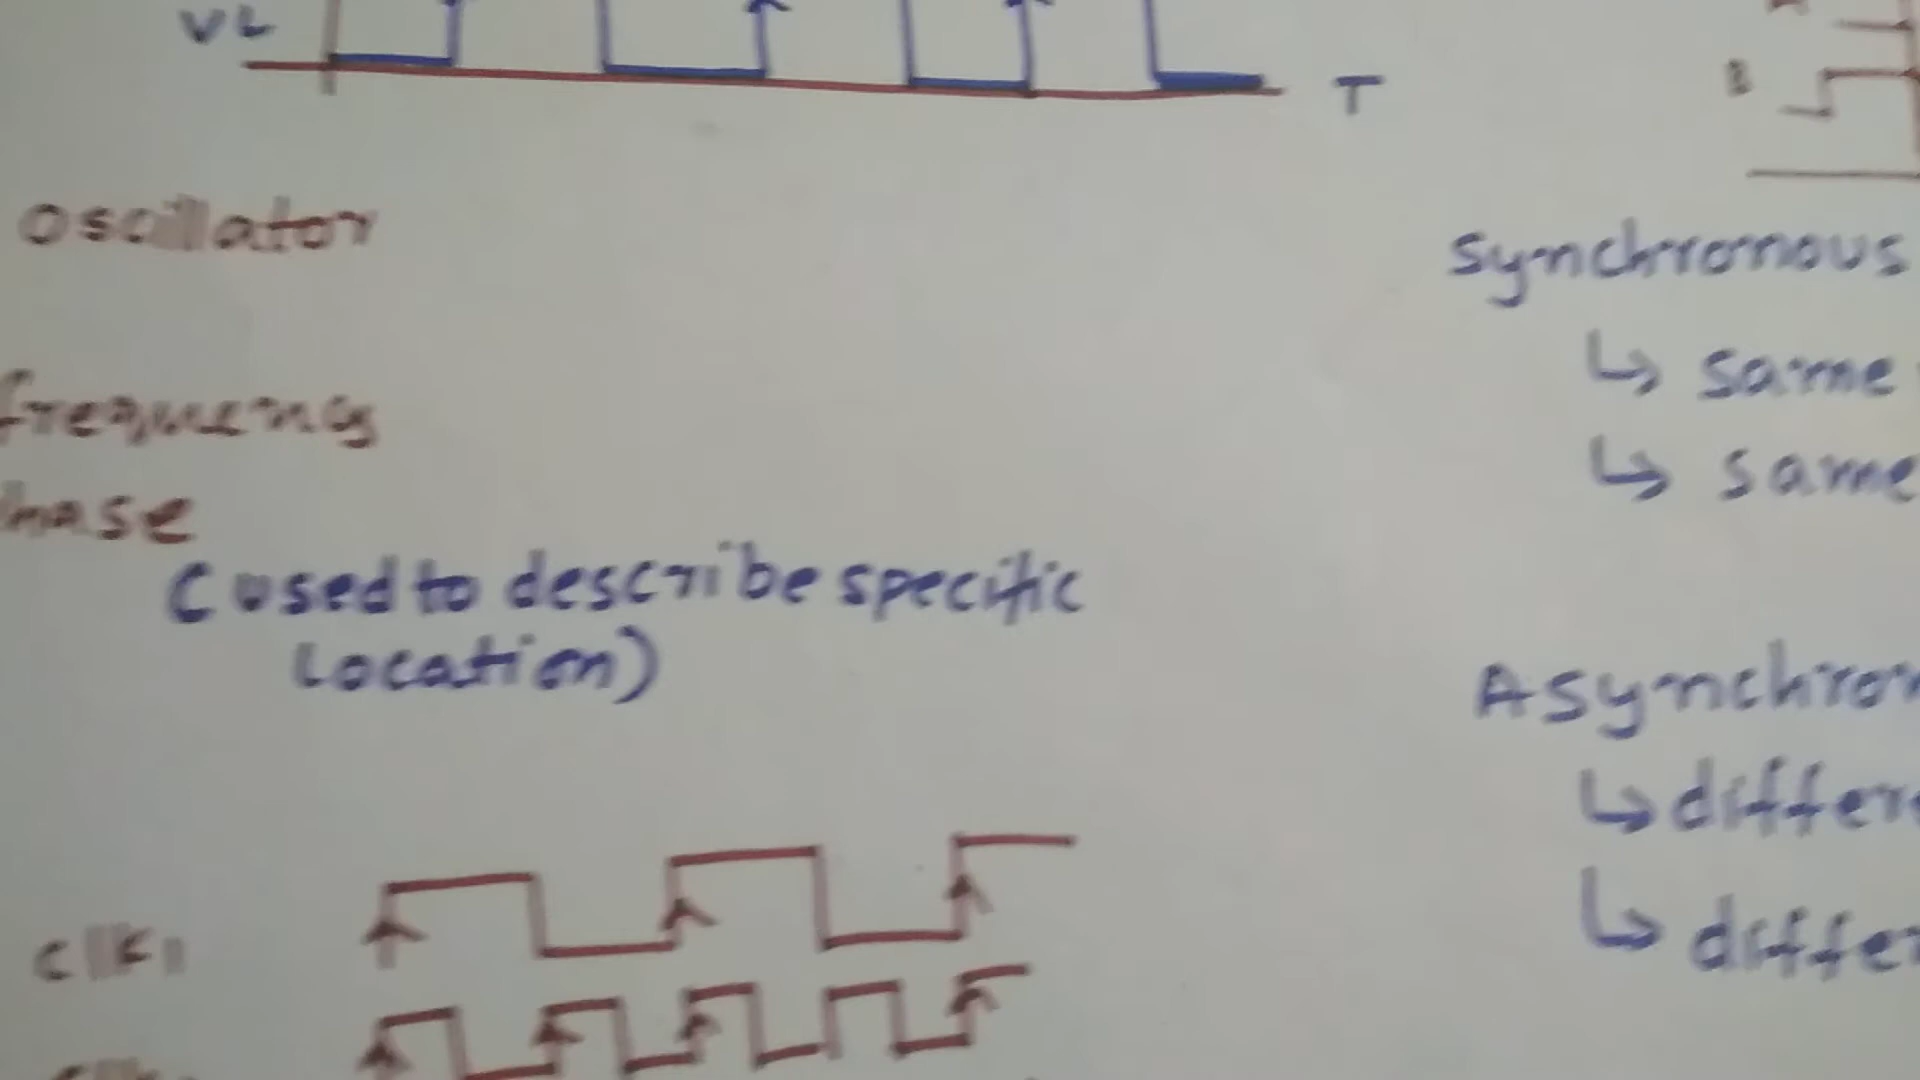 VL
T
B
Oscillator
frequency
hase
(used to describe specific
Location)
clk1
Synchronous
↳ same
↳ same
Asynchron
↳ differe
↳ differ